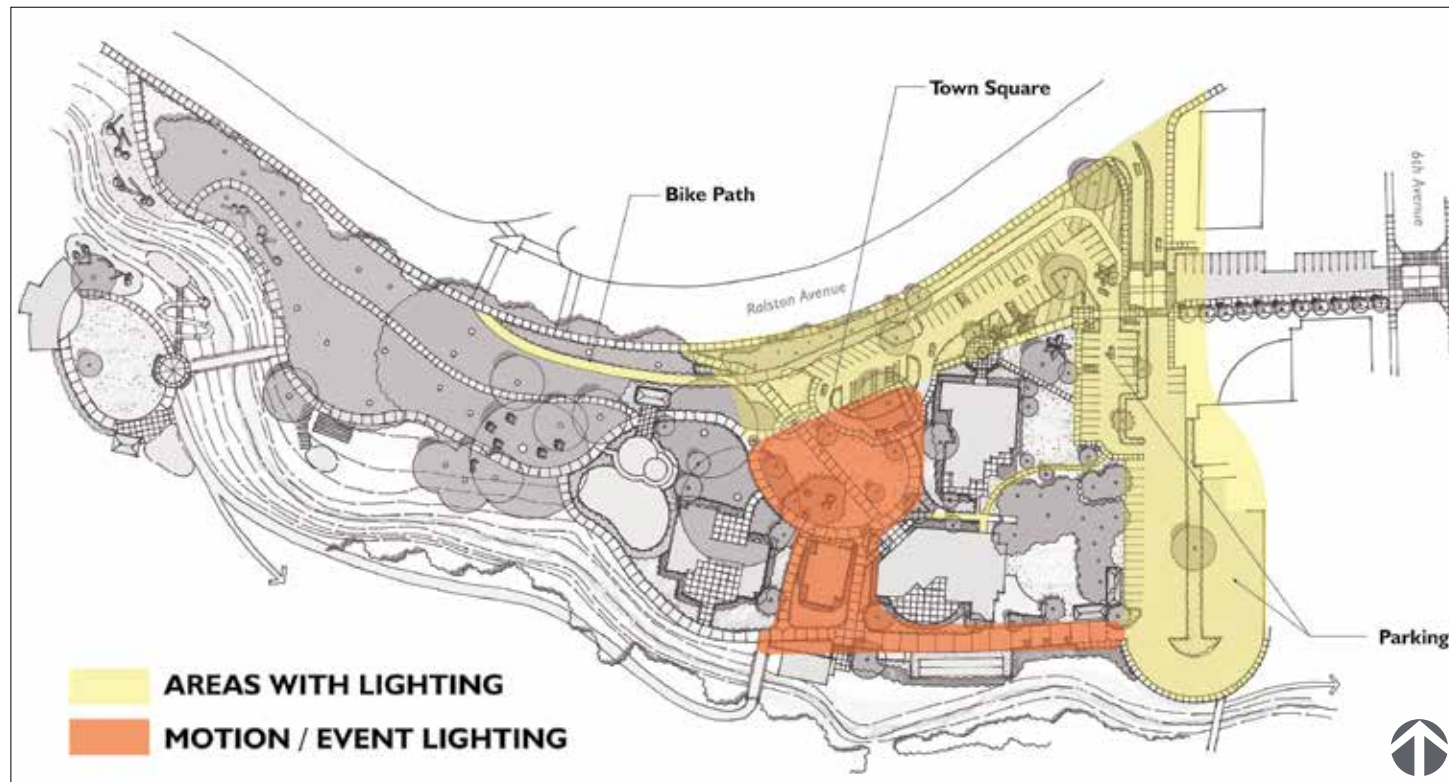 Town Square
Bike Path
6th Avenue
Ralston Avenue
Parking
AREAS WITH LIGHTING
MOTION / EVENT LIGHTING